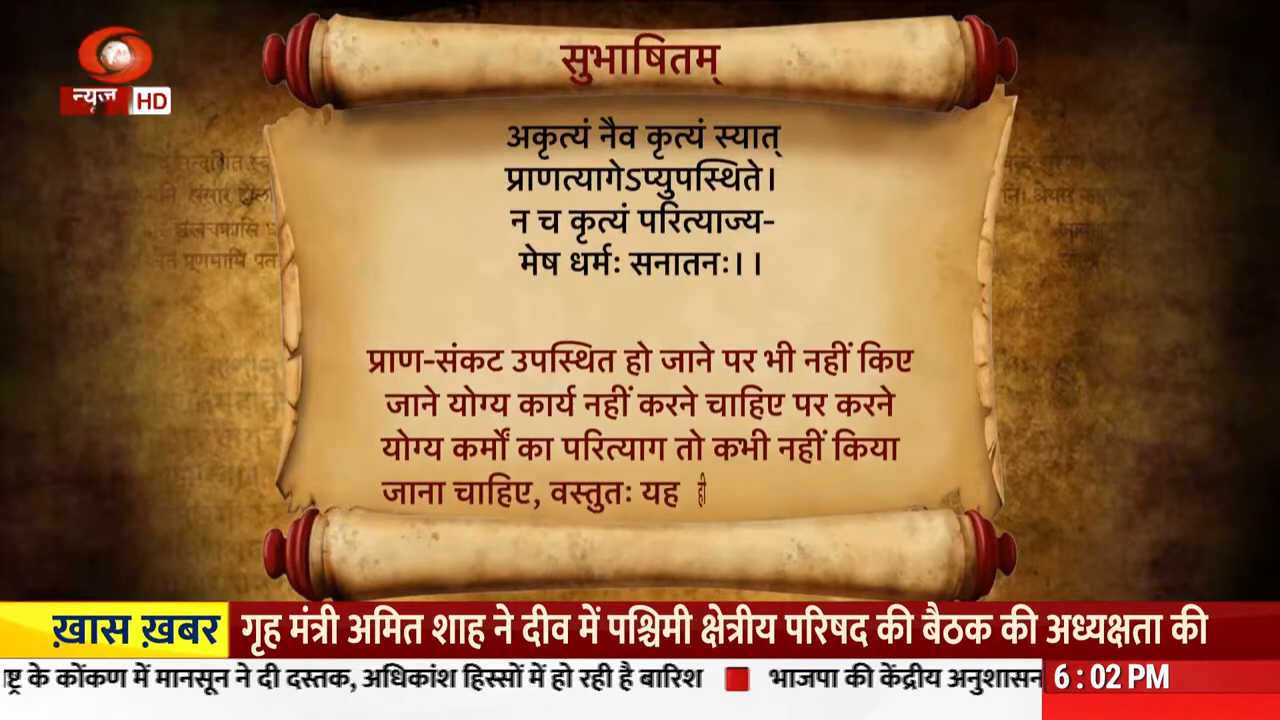 सुभाषितम्
न्यूज़ HD
अकृत्यं नैव कृत्यं स्यात्
प्राणत्यागेऽप्युपस्थिते।
न च कृत्यं परित्याज्य-
मेष धर्मः सनातनः।।
प्राण-संकट उपस्थित हो जाने पर भी नहीं किए
जाने योग्य कार्य नहीं करने चाहिए पर करने
योग्य कर्मों का परित्याग तो कभी नहीं किया
जाना चाहिए, वस्तुतः यह ही
ख़ास ख़बर
गृह मंत्री अमित शाह ने दीव में पश्चिमी क्षेत्रीय परिषद की बैठक की अध्यक्षता की
के कोंकण में मानसून ने दी दस्तक, अधिकांश हिस्सों में हो रही है बारिश भाजपा की केंद्रीय अनुशासन
6 : 02 PM